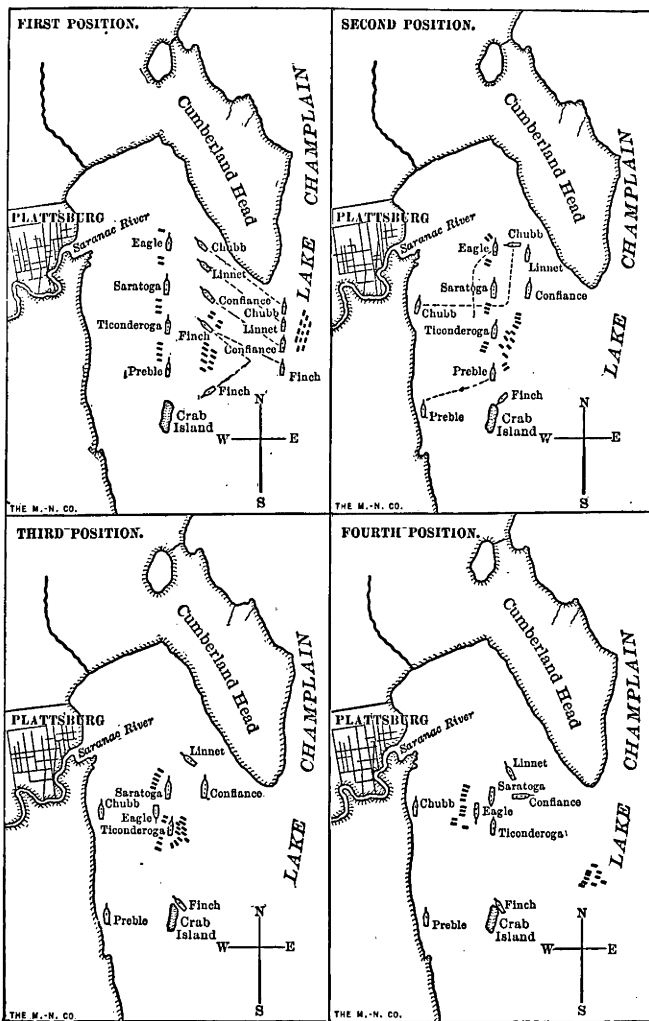 FIRST POSITION.
Cumberland Head
LAKE CHAMPLAIN
PLATTSBURG
Saranac River
Eagle
Chubb
Linnet
Saratoga
Confiance
Chubb
Ticonderoga
Linnet
Finch
Confiance
Preble
Finch
Finch
Crab
Island
N
W
E
S
THE M.-N. CO.
SECOND POSITION.
Cumberland Head
LAKE CHAMPLAIN
PLATTSBURG
Saranac River
Chubb
Eagle
Linnet
Saratoga
Confiance
Chubb
Ticonderoga
Preble
Finch
Preble
Crab
Island
N
W
E
S
THE M.-N. CO.
THIRD POSITION.
Cumberland Head
LAKE CHAMPLAIN
PLATTSBURG
Saranac River
Linnet
Saratoga
Confiance
Chubb
Eagle
Ticonderoga
Finch
Preble
Crab
Island
N
W
E
S
THE M.-N. CO.
FOURTH POSITION.
Cumberland Head
LAKE CHAMPLAIN
PLATTSBURG
Saranac River
Linnet
Saratoga
Confiance
Chubb
Eagle
Ticonderoga
Finch
Preble
Crab
Island
N
W
E
S
THE M.-N. CO.